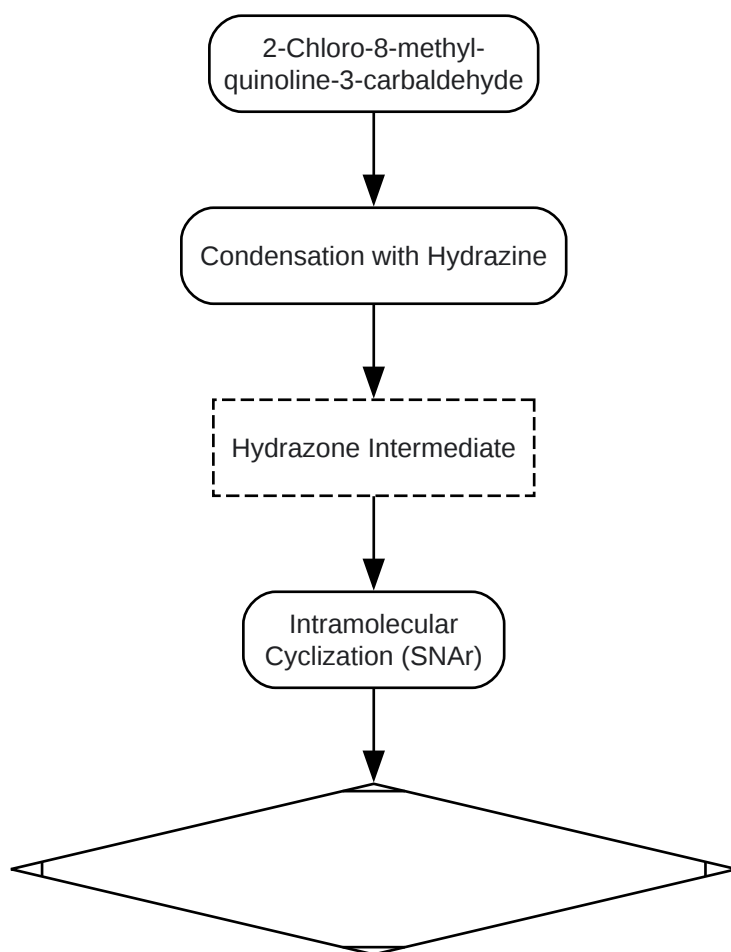 2-Chloro-8-methyl-
quinoline-3-carbaldehyde
Condensation with Hydrazine
Hydrazone Intermediate
Intramolecular
Cyclization (SNAr)